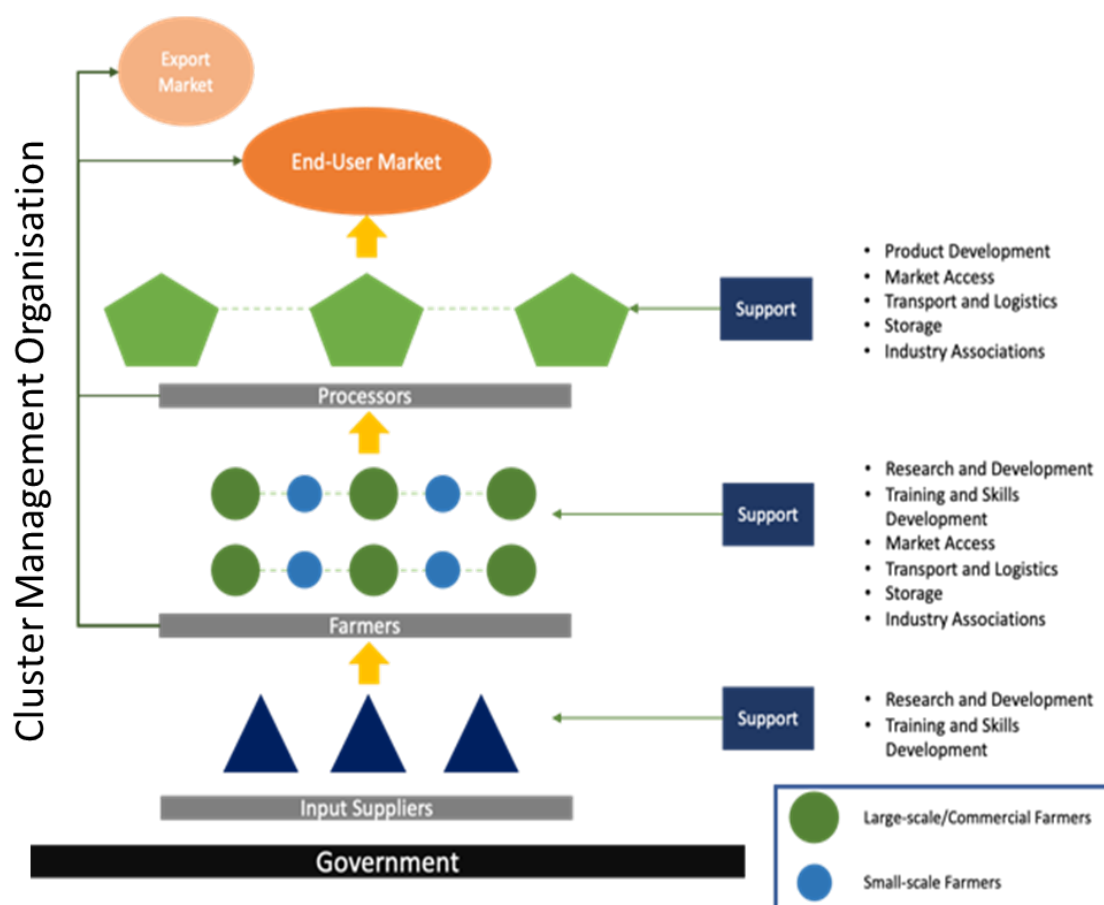 Cluster Management Organisation
Export
Market
End-User Market
Support
• Product Development
• Market Access
• Transport and Logistics
• Storage
• Industry Associations
Processors
Support
• Research and Development
• Training and Skills
Development
• Market Access
• Transport and Logistics
• Storage
• Industry Associations
Farmers
Support
• Research and Development
• Training and Skills
Development
Input Suppliers
Government
Large-scale/Commercial Farmers
Small-scale Farmers